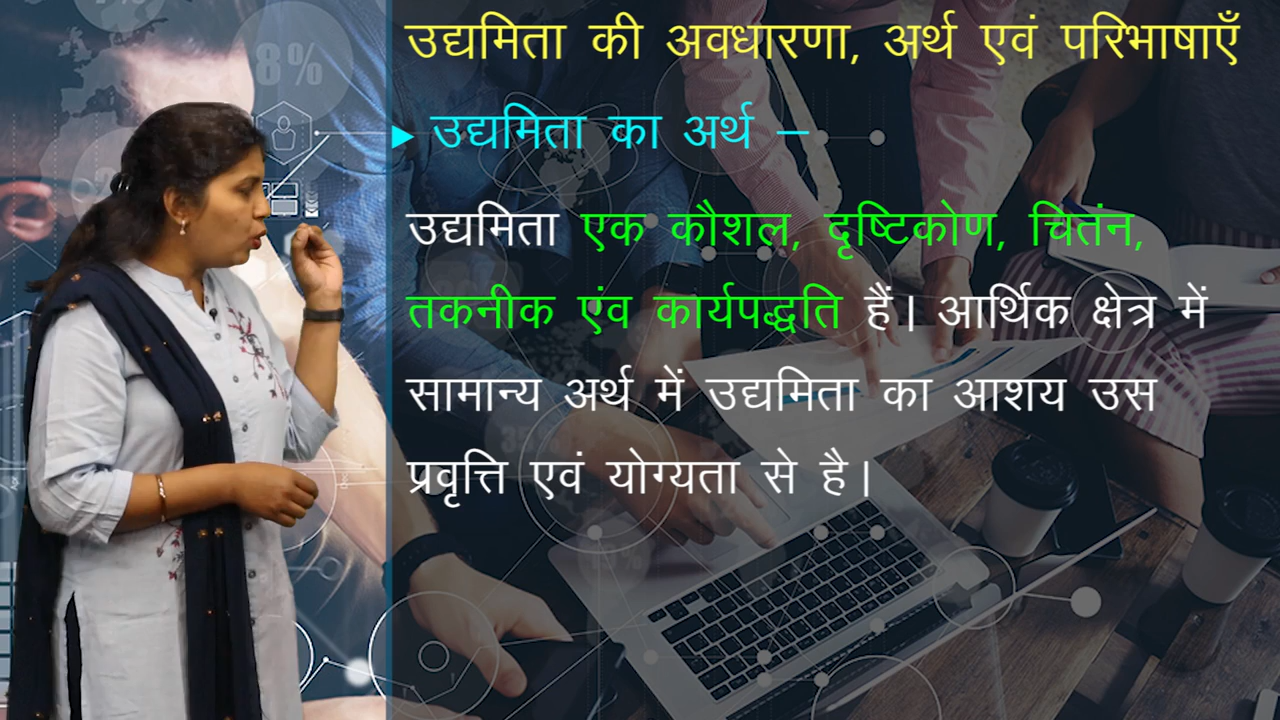 8%
उद्यमिता की अवधारणा, अर्थ एवं परिभाषाएँ
उद्यमिता का अर्थ –
उद्यमिता एक कौशल, दृष्टिकोण, चितंन,
तकनीक एंव कार्यपद्धति हैं। आर्थिक क्षेत्र में
सामान्य अर्थ में उद्यमिता का आशय उस
प्रवृत्ति एवं योग्यता से है।